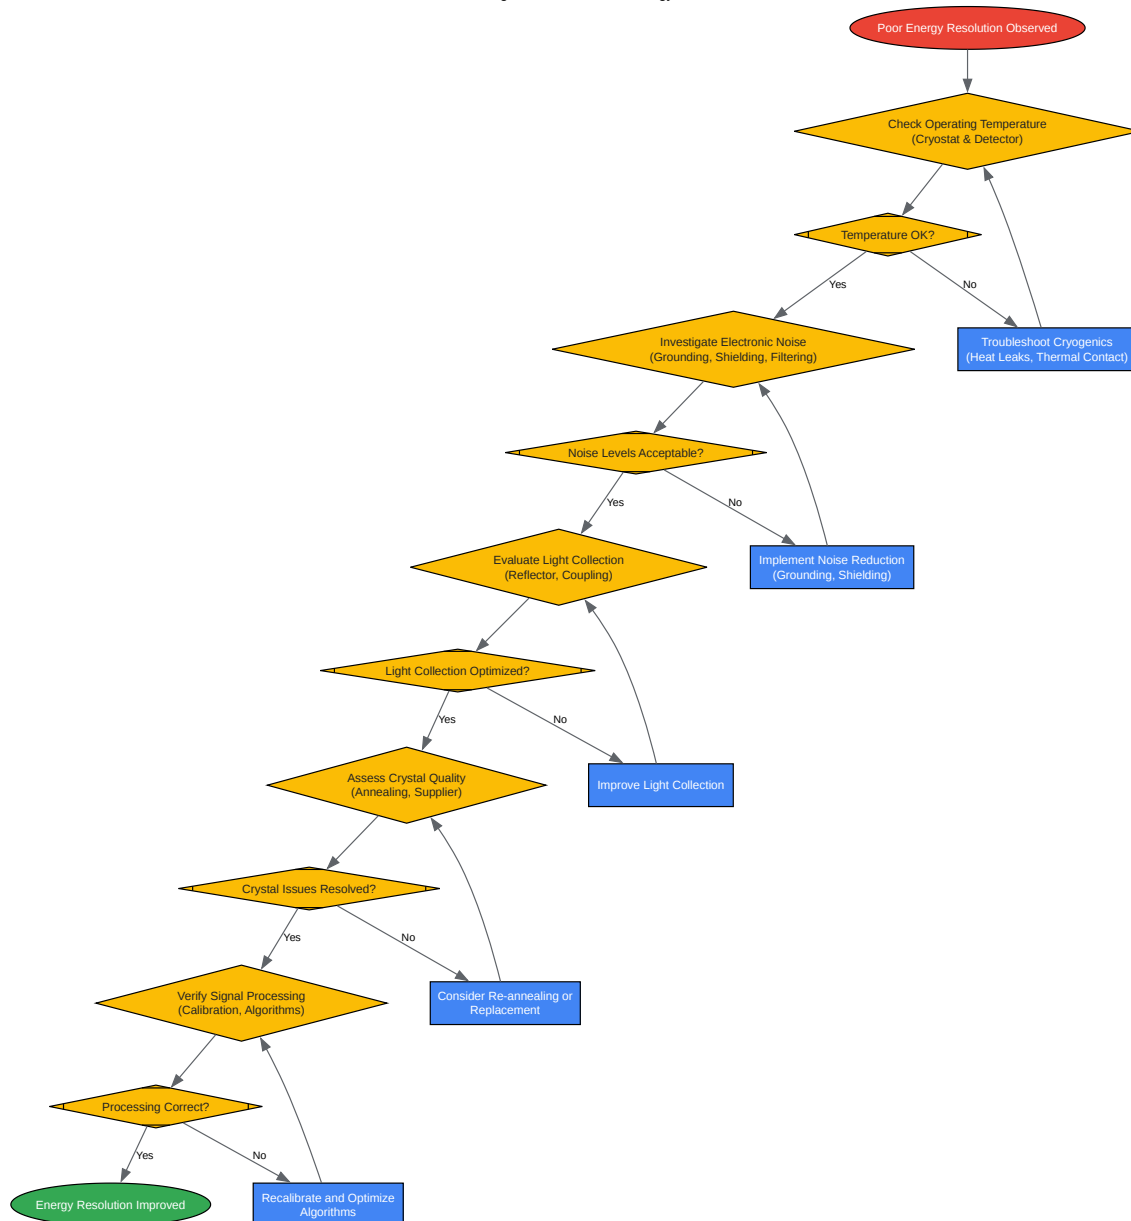 Poor Energy Resolution Observed
Check Operating Temperature
(Cryostat & Detector)
Temperature OK?
Yes
No
Investigate Electronic Noise
(Grounding, Shielding, Filtering)
Troubleshoot Cryogenics
(Heat Leaks, Thermal Contact)
Noise Levels Acceptable?
Yes
No
Evaluate Light Collection
(Reflector, Coupling)
Implement Noise Reduction
(Grounding, Shielding)
Light Collection Optimized?
Yes
No
Assess Crystal Quality
(Annealing, Supplier)
Improve Light Collection
Crystal Issues Resolved?
Yes
No
Verify Signal Processing
(Calibration, Algorithms)
Consider Re-annealing or
Replacement
Processing Correct?
Yes
No
Energy Resolution Improved
Recalibrate and Optimize
Algorithms